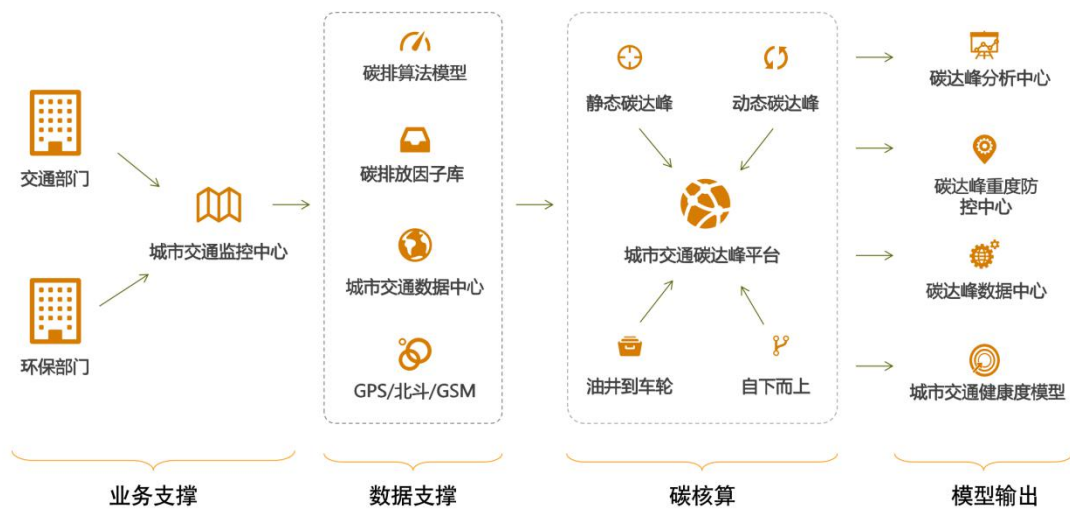 交通部门
环保部门
城市交通监控中心
碳排算法模型
碳排放因子库
城市交通数据中心
GPS/北斗/GSM
静态碳达峰
动态碳达峰
城市交通碳达峰平台
油井到车轮
自下而上
碳达峰分析中心
碳达峰重度防
控中心
碳达峰数据中心
城市交通健康度模型
业务支撑
数据支撑
碳核算
模型输出